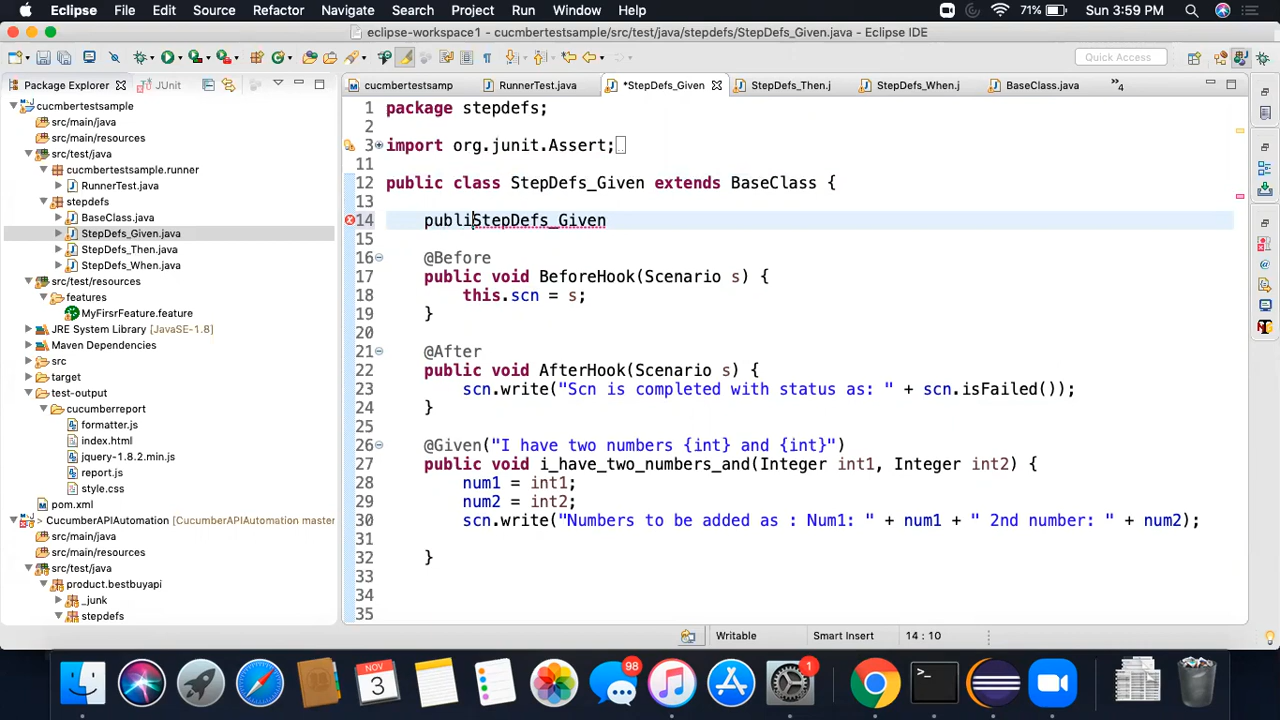 Eclipse File Edit Source Refactor Navigate Search Project Run Window Help 71% Sun 3:59 PM
eclipse-workspace1 - cucmbertestsample/src/test/java/stepdefs/StepDefs_Given.java - Eclipse IDE
Quick Access
Package Explorer JUnit
cucmbertestsamp RunnerTest.java *StepDefs_Given.java StepDefs_Then.j StepDefs_When.j BaseClass.java »4
cucmbertestsample
src/main/java
src/main/resources
src/test/java
cucmbertestsample.runner
RunnerTest.java
stepdefs
BaseClass.java
StepDefs_Given.java
StepDefs_Then.java
StepDefs_When.java
src/test/resources
features
MyFirsrFeature.feature
JRE System Library [JavaSE-1.8]
Maven Dependencies
src
target
test-output
cucumberreport
formatter.js
index.html
jquery-1.8.2.min.js
report.js
style.css
pom.xml
> CucumberAPIAutomation [CucumberAPIAutomation master
src/main/java
src/main/resources
src/test/java
product.bestbuyapi
_junk
stepdefs
1 package stepdefs;
2
3 import org.junit.Assert;
11
12 public class StepDefs_Given extends BaseClass {
13
14 publiStepDefs_Given
15
16 @Before
17 public void BeforeHook(Scenario s) {
18 this.scn = s;
19 }
20
21 @After
22 public void AfterHook(Scenario s) {
23 scn.write("Scn is completed with status as: " + scn.isFailed());
24 }
25
26 @Given("I have two numbers {int} and {int}")
27 public void i_have_two_numbers_and(Integer int1, Integer int2) {
28 num1 = int1;
29 num2 = int2;
30 scn.write("Numbers to be added as : Num1: " + num1 + " 2nd number: " + num2);
31
32 }
33
34
35
Writable Smart Insert 14 : 10
NOV
3
98
1